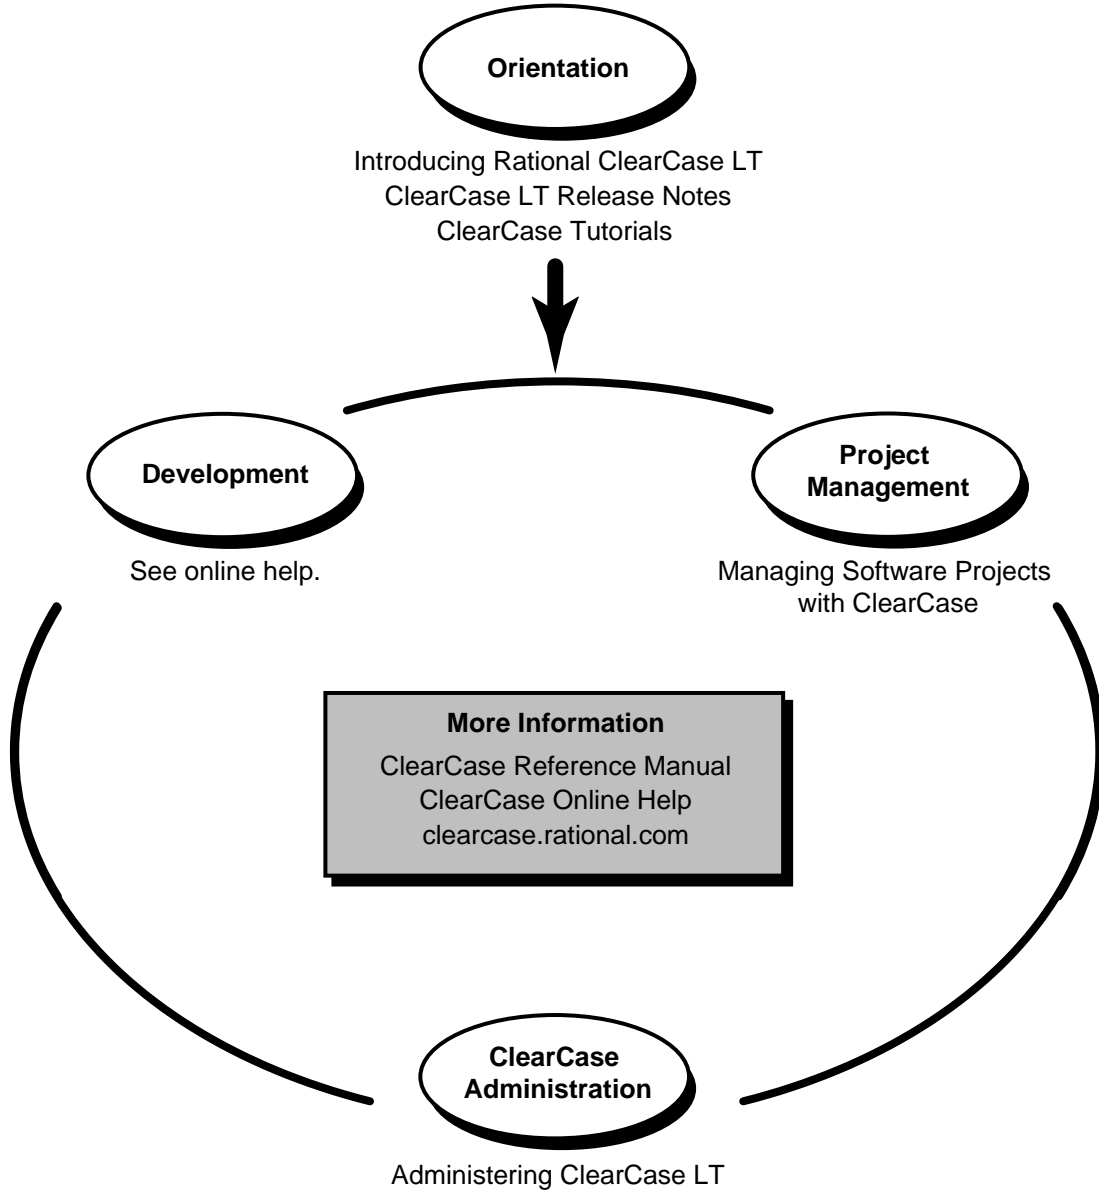 Orientation
Introducing Rational ClearCase LT
ClearCase LT Release Notes
ClearCase Tutorials
Development
See online help.
Project
Management
Managing Software Projects
with ClearCase
More Information
ClearCase Reference Manual
ClearCase Online Help
clearcase.rational.com
ClearCase
Administration
Administering ClearCase LT